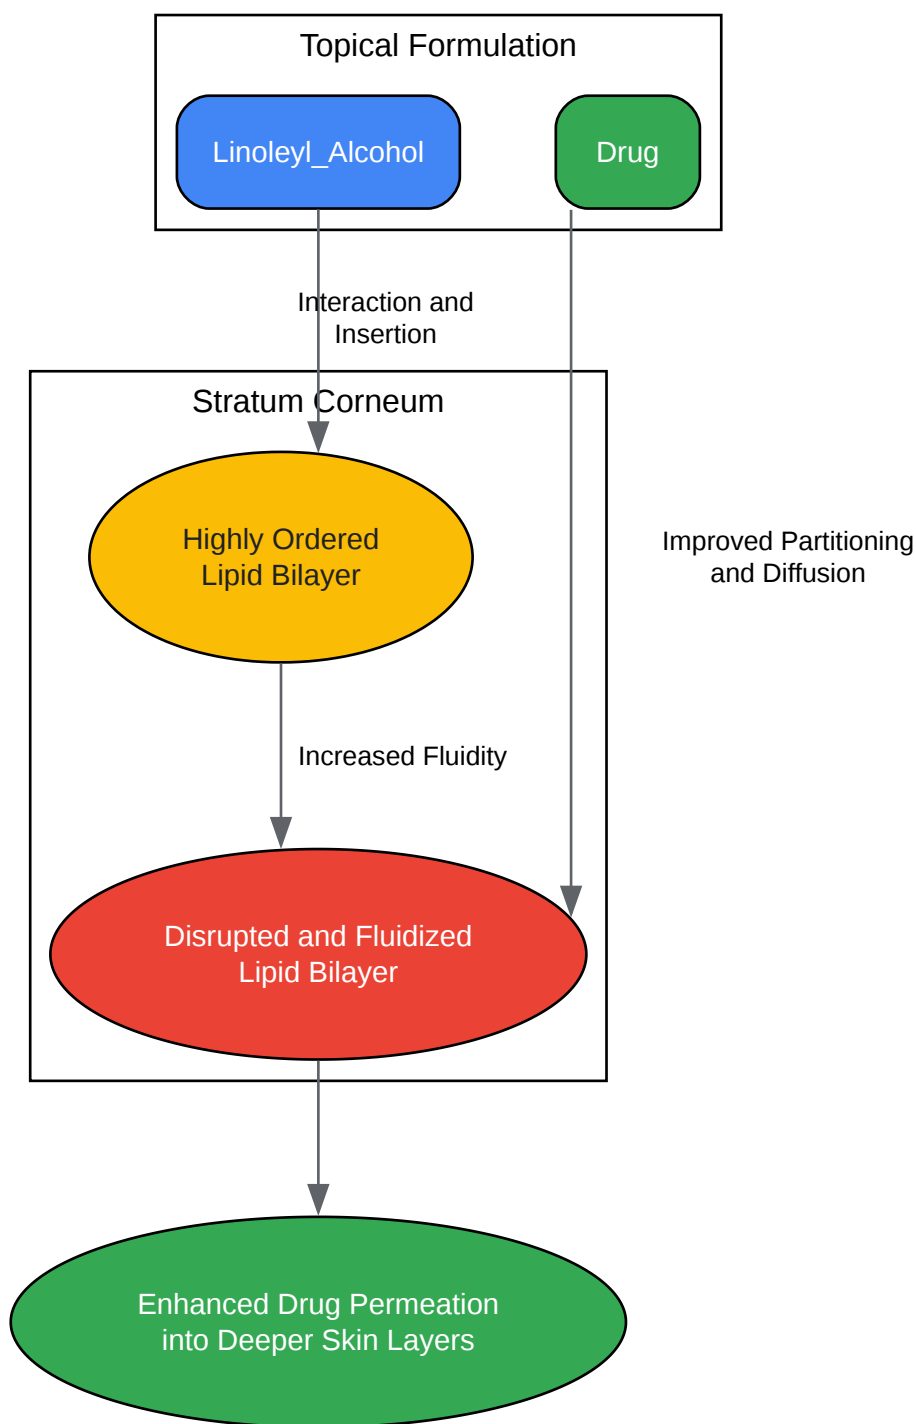 Topical Formulation
Linoleyl_Alcohol
Drug
Interaction and
Insertion
Stratum Corneum
Highly Ordered
Lipid Bilayer
Improved Partitioning
and Diffusion
Increased Fluidity
Disrupted and Fluidized
Lipid Bilayer
Enhanced Drug Permeation
into Deeper Skin Layers